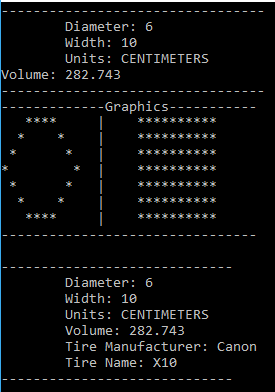 ---------------------------------
        Diameter: 6
        Width: 10
        Units: CENTIMETERS
Volume: 282.743
---------------------------------
-------------Graphics-----------
   ****     |    **********
  *    *    |    **********
 *      *   |    **********
*        *  |    **********
 *      *   |    **********
  *    *    |    **********
   ****     |    **********
--------------------------------
-----------------------------
        Diameter: 6
        Width: 10
        Units: CENTIMETERS
        Volume: 282.743
        Tire Manufacturer: Canon
        Tire Name: X10
-----------------------------